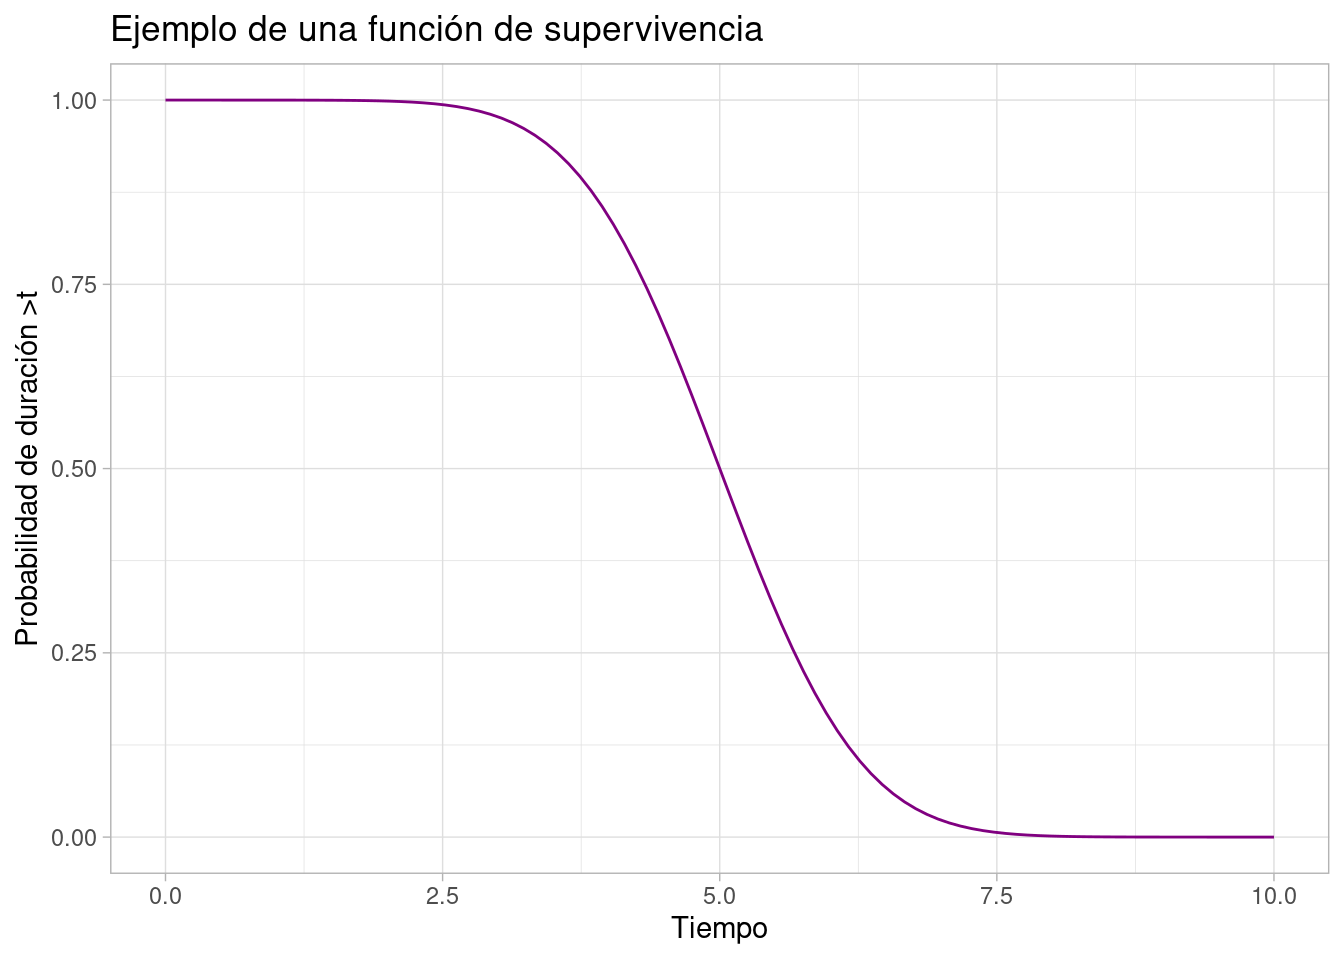 Ejemplo de una función de supervivencia
Probabilidad de duración >t
1.00
0.75
0.50
0.25
0.00
0.0 2.5 5.0 7.5 10.0
Tiempo